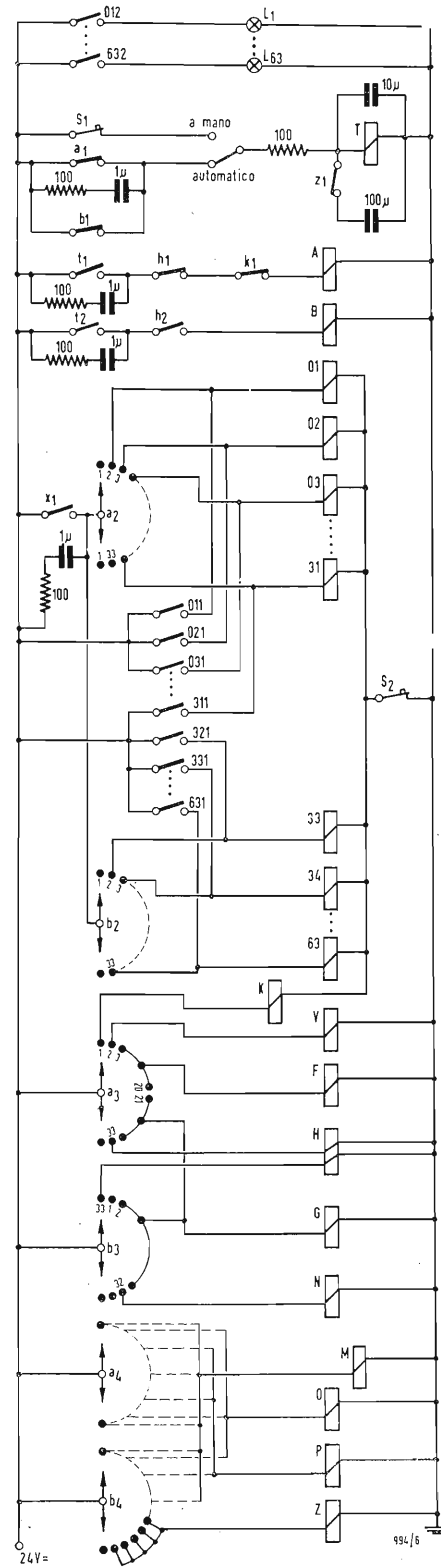 012 L1
632 L63
10µ
S1 a mano 100 T
a1 automatico z1
100 1µ 100µ
b1
t1 h1 k1 A
100 1µ
t2 h2 B
100 1µ
01
02
1 2 3 03
x1 a2
1µ 1 33 31
100
011
021
031
S2
311
321
331
631
33
1 2 3 34
b2
33 63
K
V
1 2 3
a3 20 21 F
33 H
33 1 2 G
b3
32 N
M
a4 O
P
b4 Z
24V= 994/6